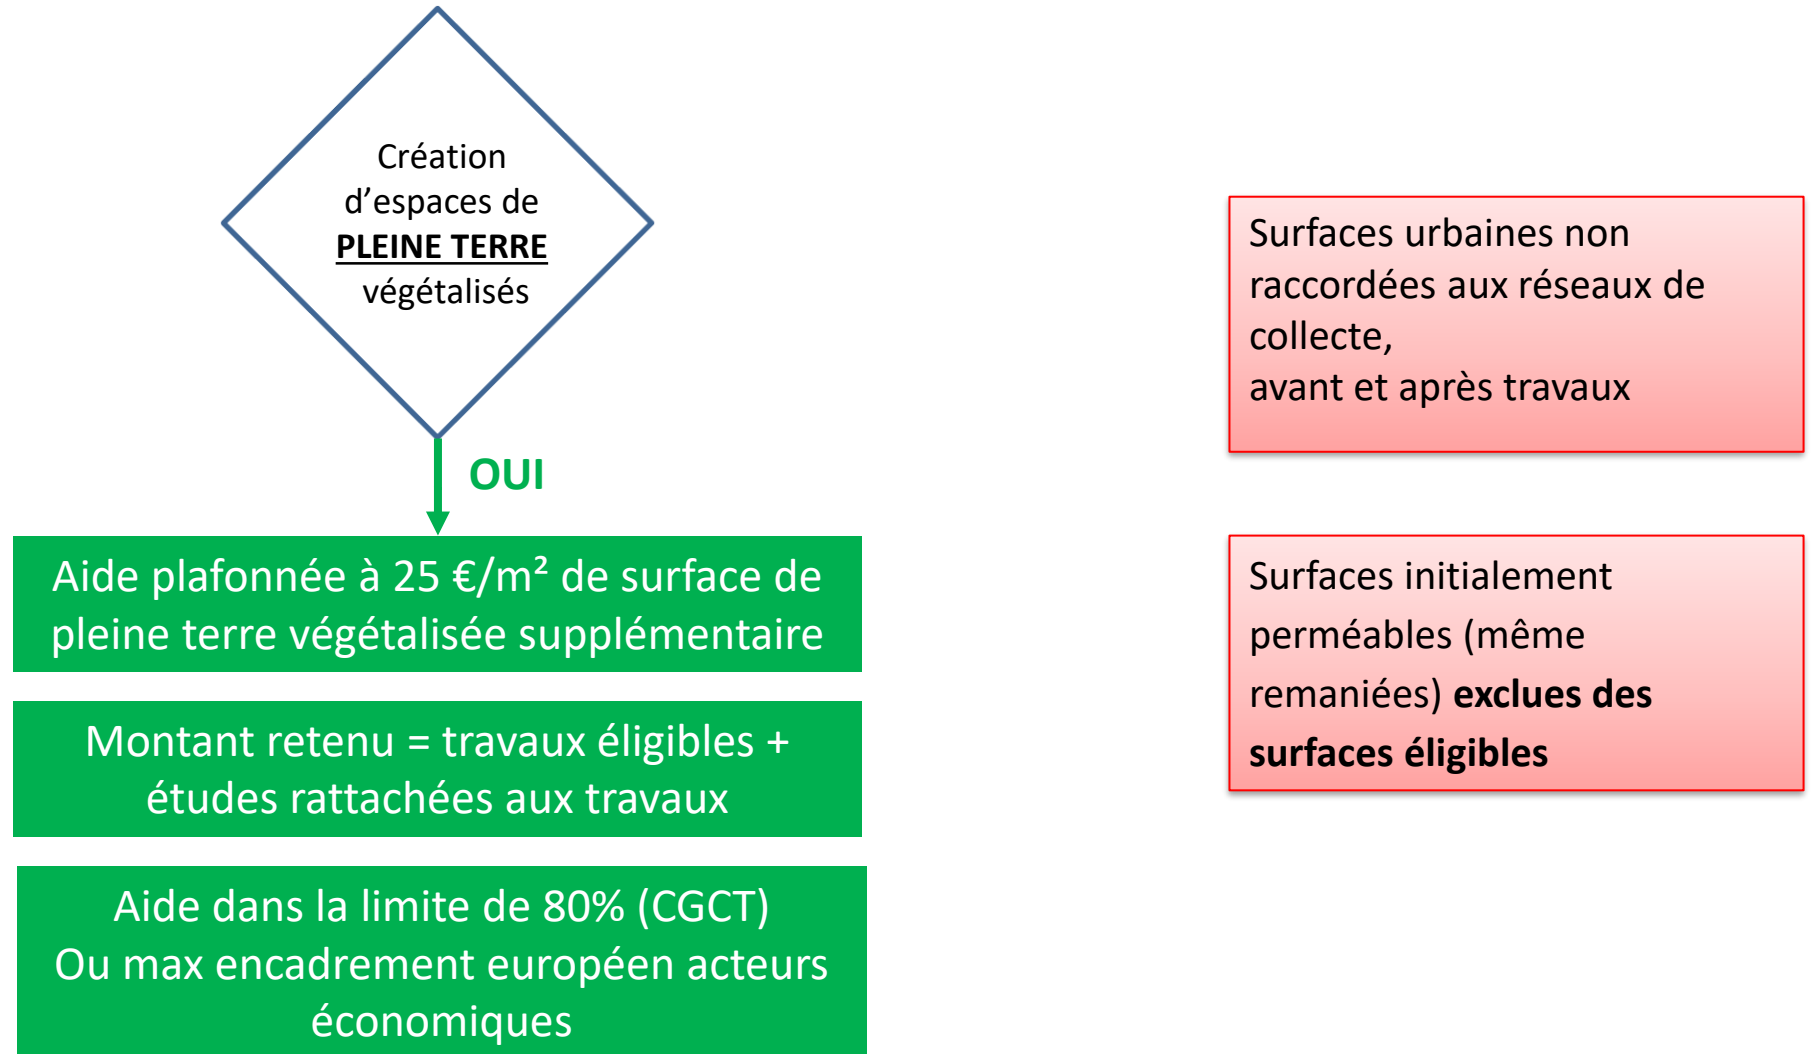 Création
d’espaces de
PLEINE TERRE
végétalisés
OUI
Aide plafonnée à 25 €/m² de surface de
pleine terre végétalisée supplémentaire
Montant retenu = travaux éligibles +
études rattachées aux travaux
Aide dans la limite de 80% (CGCT)
Ou max encadrement européen acteurs
économiques
Surfaces urbaines non
raccordées aux réseaux de
collecte,
avant et après travaux
Surfaces initialement
perméables (même
remaniées) exclues des
surfaces éligibles